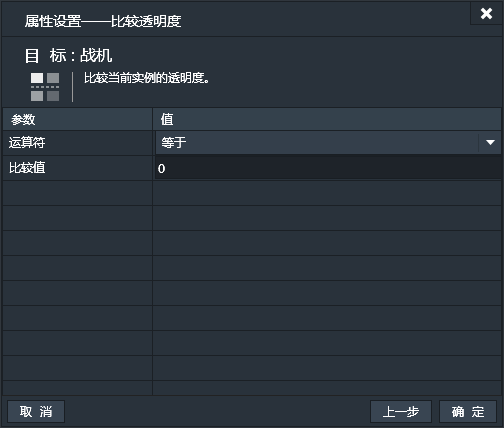 属性设置——比较透明度
目 标：战机
比较当前实例的透明度。
参数 值
运算符 等于
比较值 0
取 消 上一步 确 定